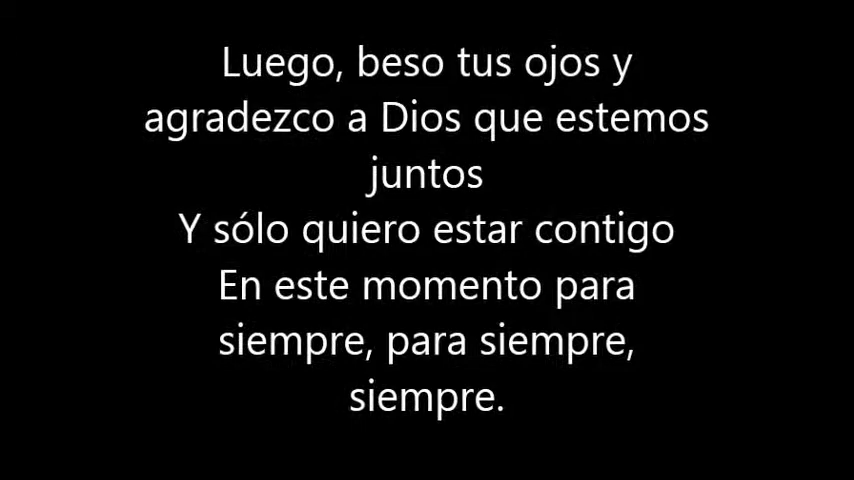 Luego, beso tus ojos y
agradezco a Dios que estemos
juntos
Y sólo quiero estar contigo
En este momento para
siempre, para siempre,
siempre.